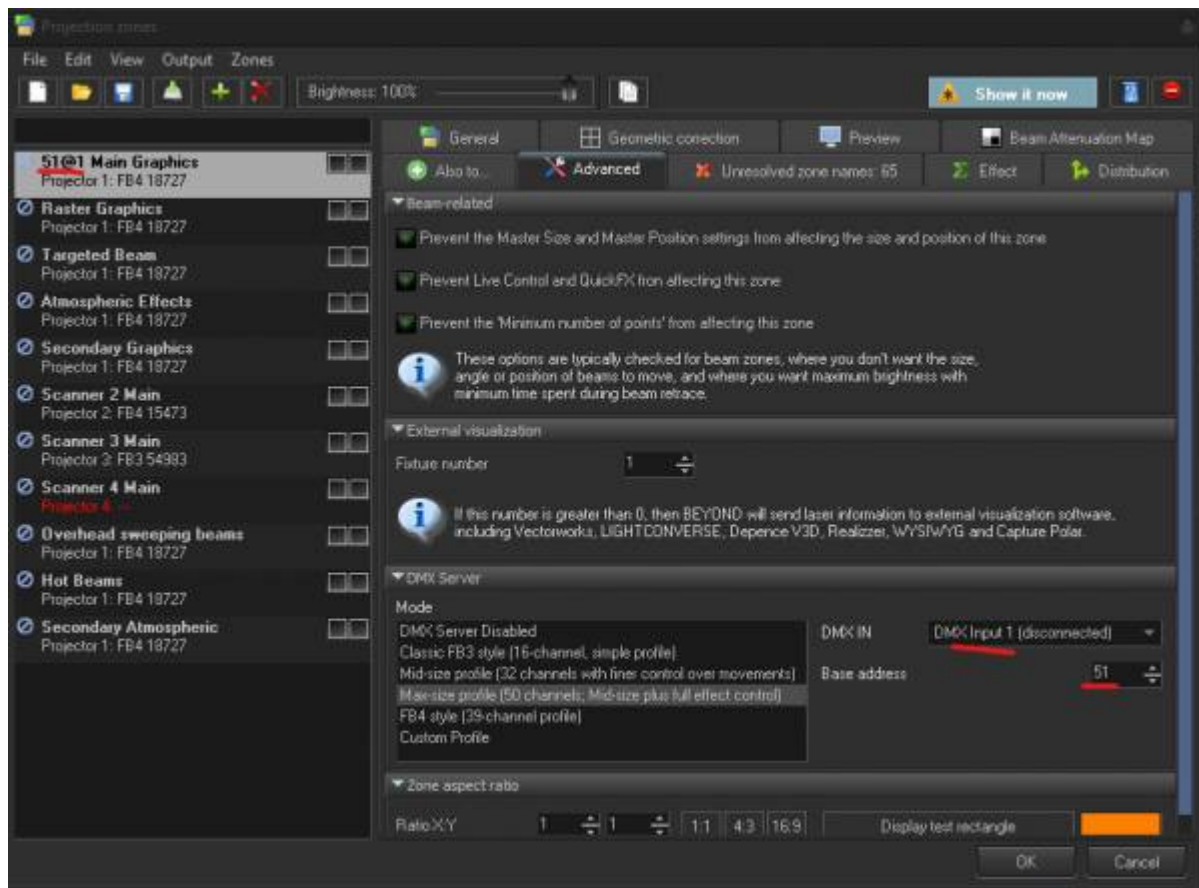 Projection zones
File Edit View Output Zones
Brightness: 100%
Show it now
General Geometric correction Preview Beam Attenuation Map
Also to... Advanced Unresolved zone names: 65 Effect Distribution
51@1 Main Graphics
Projector 1: FB4 18727
Raster Graphics
Projector 1: FB4 18727
Targeted Beam
Projector 1: FB4 18727
Atmospheric Effects
Projector 1: FB4 18727
Secondary Graphics
Projector 1: FB4 18727
Scanner 2 Main
Projector 2: FB4 15473
Scanner 3 Main
Projector 3: FB3 54983
Scanner 4 Main
Projector 4: --
Overhead sweeping beams
Projector 1: FB4 18727
Hot Beams
Projector 1: FB4 18727
Secondary Atmospheric
Projector 1: FB4 18727
Beam-related
Prevent the Master Size and Master Position settings from affecting the size and position of this zone
Prevent Live Control and QuickFX from affecting this zone
Prevent the 'Minimum number of points' from affecting this zone
These options are typically checked for beam zones, where you don't want the size,
angle or position of beams to move, and where you want maximum brightness with
minimum time spent during beam retrace.
External visualization
Fixture number 1
If this number is greater than 0, then BEYOND will send laser information to external visualization software,
including Vectorworks, LIGHTCONVERSE, Depence V3D, Realizzer, WYSIWYG and Capture Polar.
DMX Server
Mode
DMX Server Disabled
Classic FB3 style (16-channel, simple profile)
Mid-size profile (32 channels with finer control over movements)
Max-size profile (50 channels; Mid-size plus full effect control)
FB4 style (39-channel profile)
Custom Profile
DMX IN DMX Input 1 (disconnected)
Base address 51
Zone aspect ratio
Ratio X:Y 1 1 1:1 4:3 16:9 Display test rectangle
OK Cancel